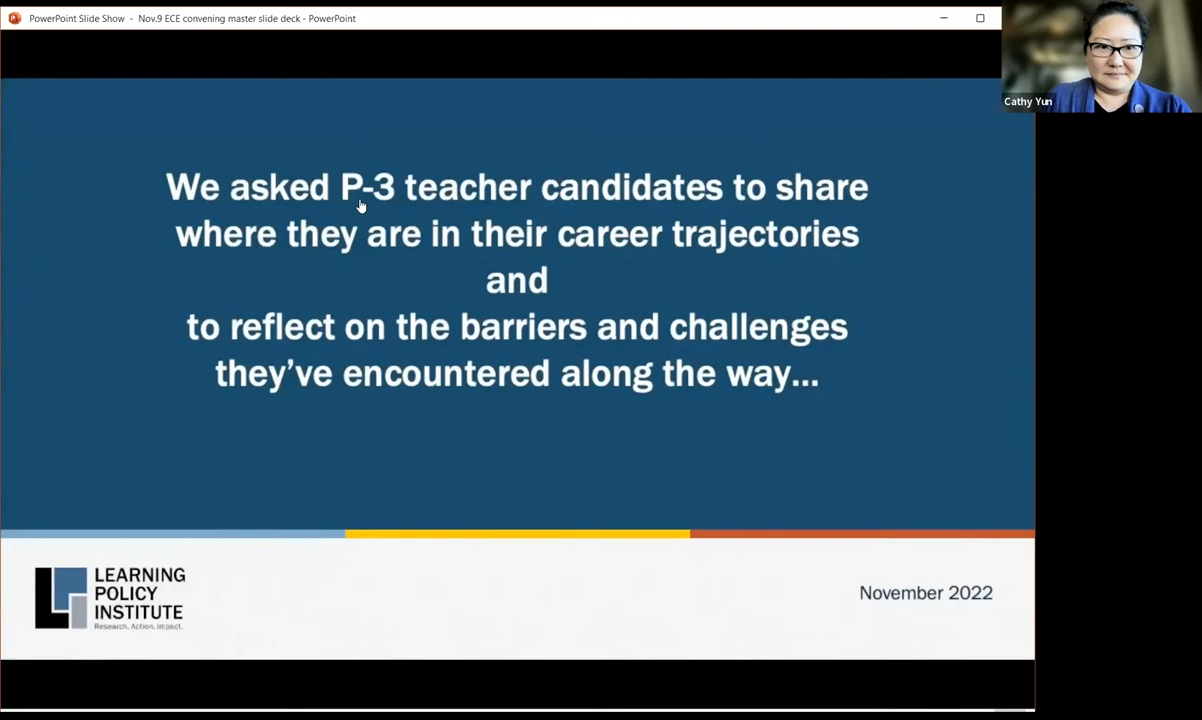 PowerPoint Slide Show - Nov.9 ECE convening master slide deck - PowerPoint
Cathy Yun
We asked P-3 teacher candidates to share
where they are in their career trajectories
and
to reflect on the barriers and challenges
they've encountered along the way...
LEARNING
POLICY
INSTITUTE
Research. Action. Impact.
November 2022